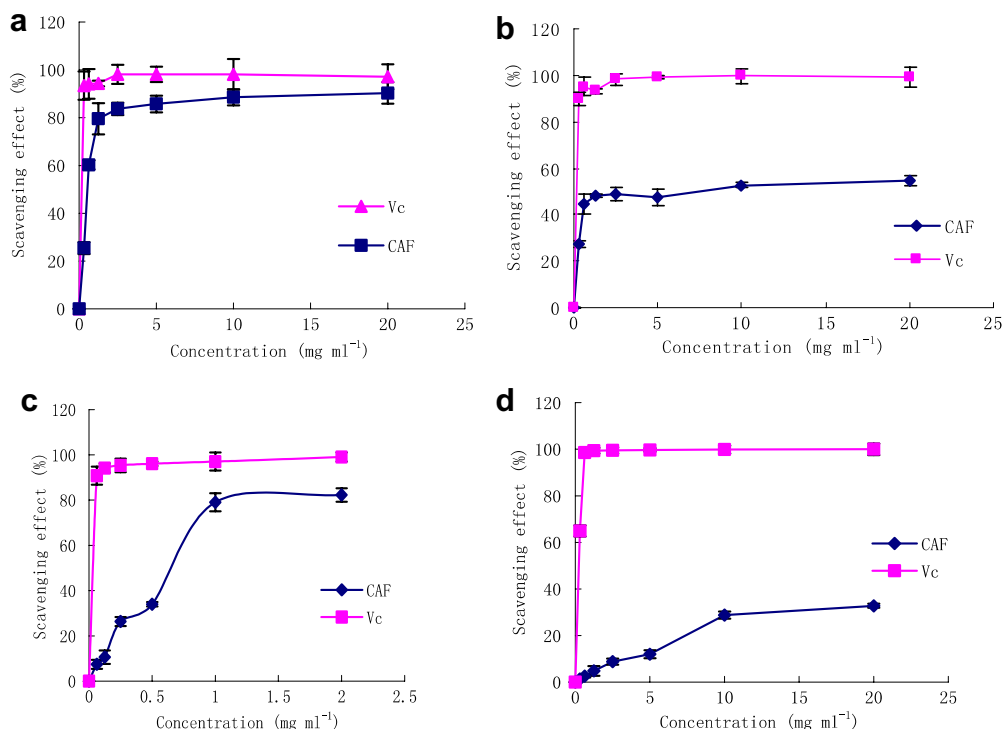 a
Scavenging effect (%)
120
100
80
60
40
20
0
Vc
CAF
0 5 10 15 20 25
Concentration (mg ml⁻¹)
b
Scavenging effect (%)
120
100
80
60
40
20
0
CAF
Vc
0 5 10 15 20 25
Concentration (mg ml⁻¹)
c
Scavenging effect (%)
120
100
80
60
40
20
0
CAF
Vc
0 0.5 1 1.5 2 2.5
Concentration (mg ml⁻¹)
d
Scavenging effect (%)
120
100
80
60
40
20
0
CAF
Vc
0 5 10 15 20 25
Concentration (mg ml⁻¹)